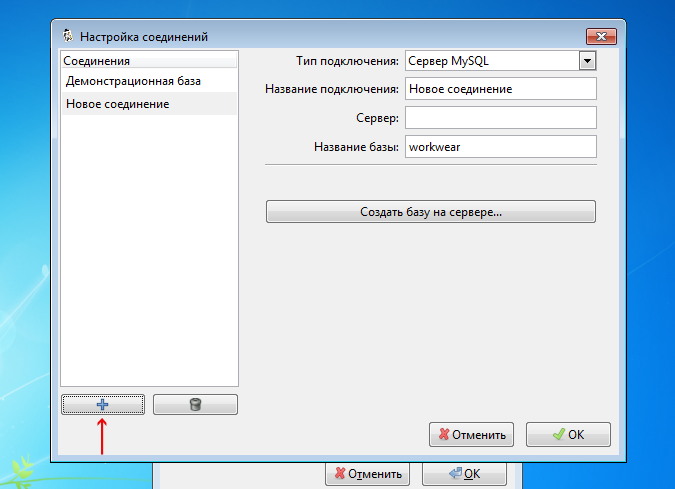 Настройка соединений
Соединения
Демонстрационная база
Новое соединение
Тип подключения: Сервер MySQL
Название подключения: Новое соединение
Сервер:
Название базы: workwear
Создать базу на сервере...
Отменить OK
Отменить OK